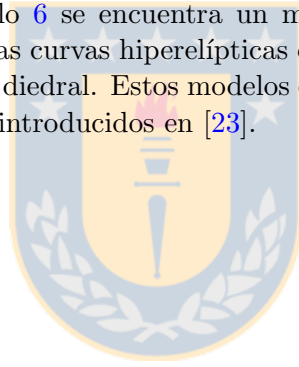 lo 6 se encuentra un m
as curvas hiperelípticas
diedral. Estos modelos
introducidos en [23].